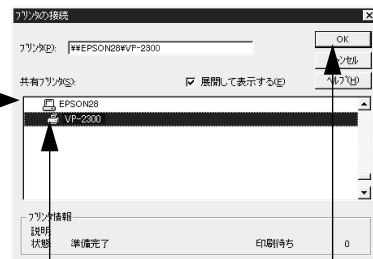 プリンタの接続
OK
プリンタ(P): ¥¥EPSON28¥VP-2300
キャンセル
共有プリンタ(S): 展開して表示する(E) ヘルプ(H)
EPSON28
VP-2300
プリンタ情報
説明
状態 準備完了 印刷待ち 0